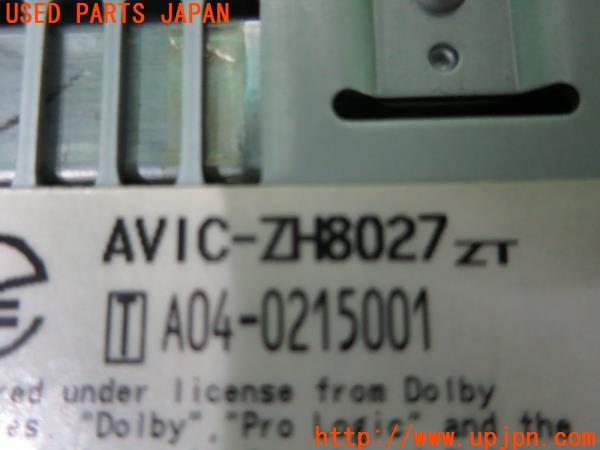 USED PARTS JAPAN
AVIC-ZH8027ZT
T A04-0215001
red under license from Dolby
es. "Dolby", "Pro Logic" and the
http://www.upjpn.com/